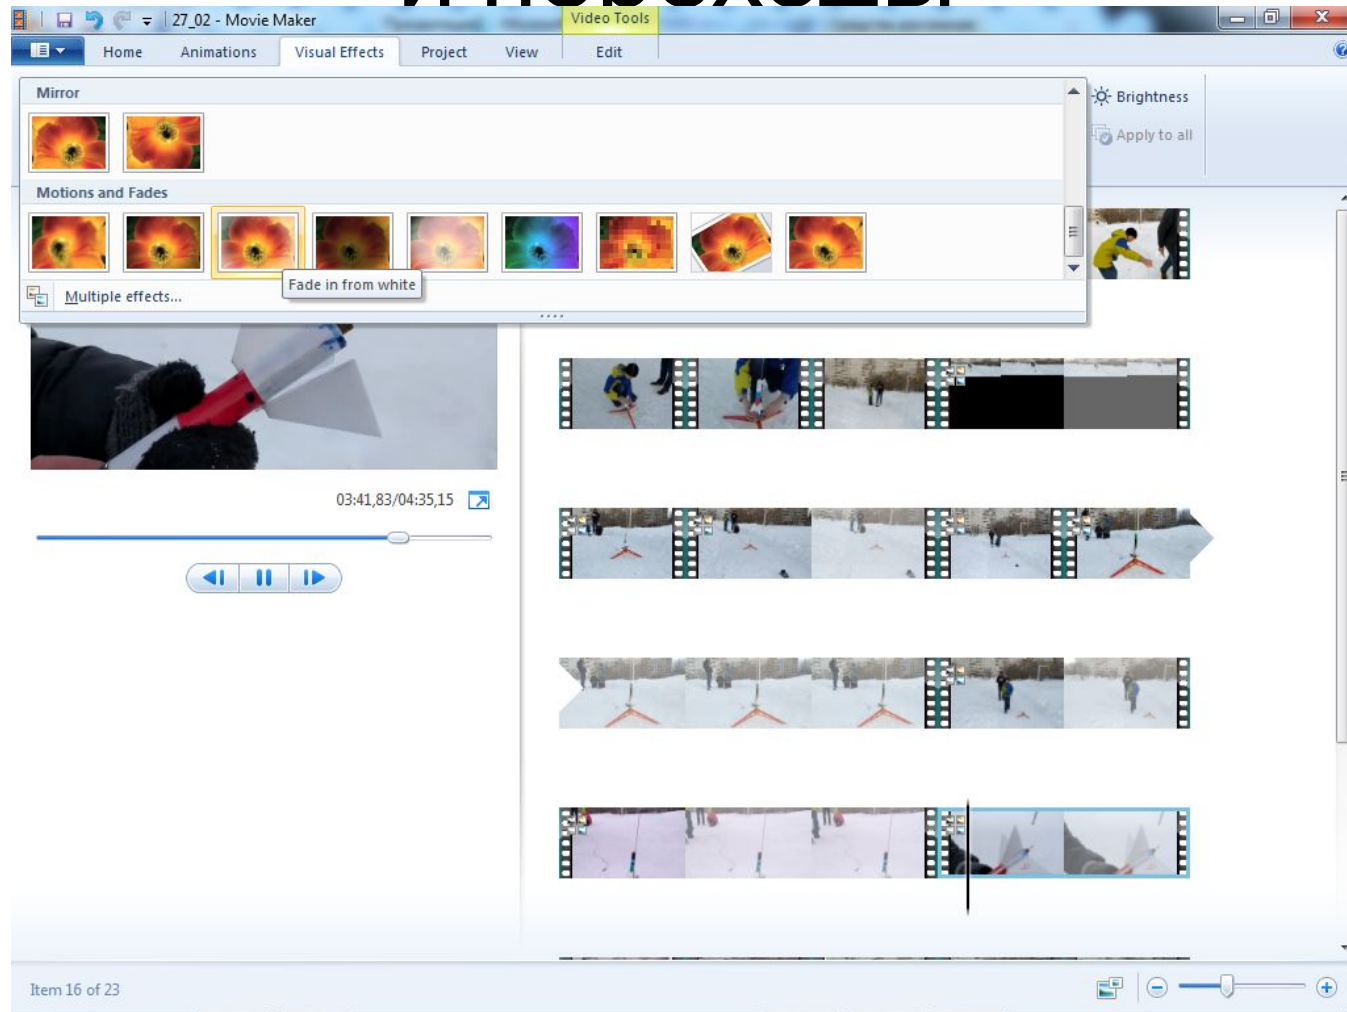 и переходы
27_02 - Movie Maker
Video Tools
Home Animations Visual Effects Project View Edit
Mirror
Brightness
Apply to all
Motions and Fades
Fade in from white
Multiple effects...
03:41,83/04:35,15
Item 16 of 23